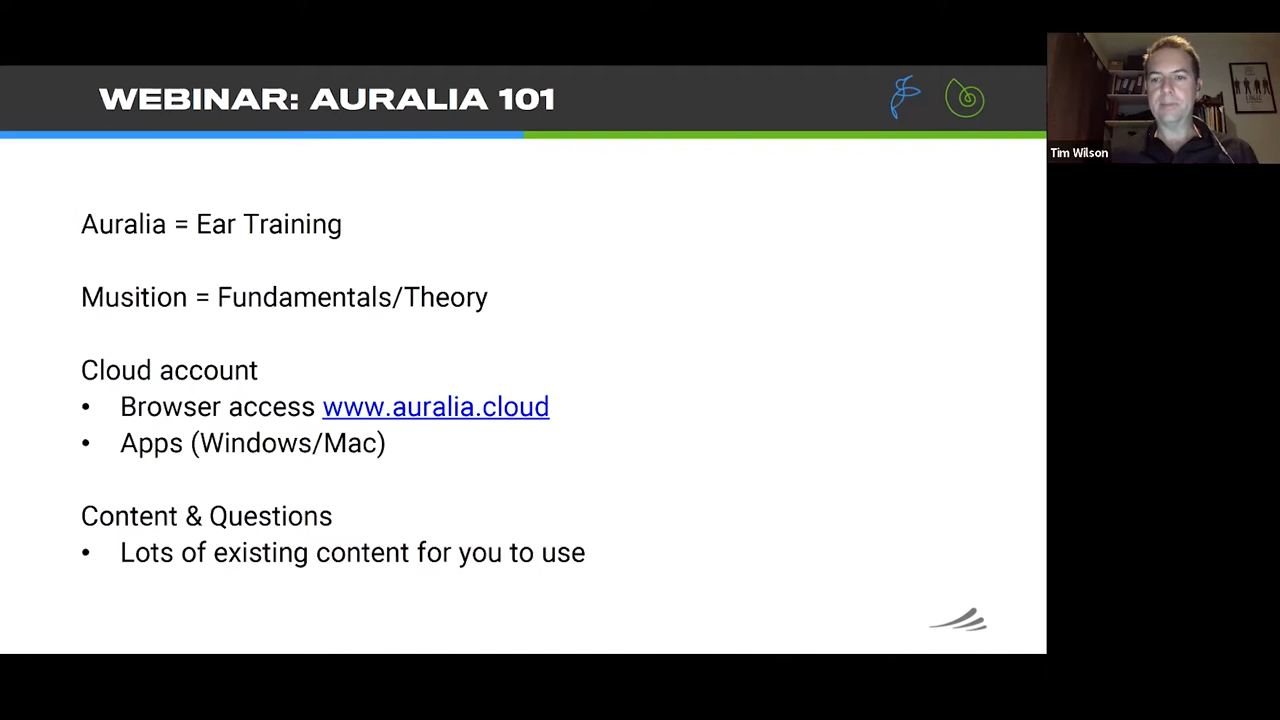 WEBINAR: AURALIA 101
Auralia = Ear Training
Musition = Fundamentals/Theory
Cloud account
• Browser access www.auralia.cloud
• Apps (Windows/Mac)
Content & Questions
• Lots of existing content for you to use
Tim Wilson